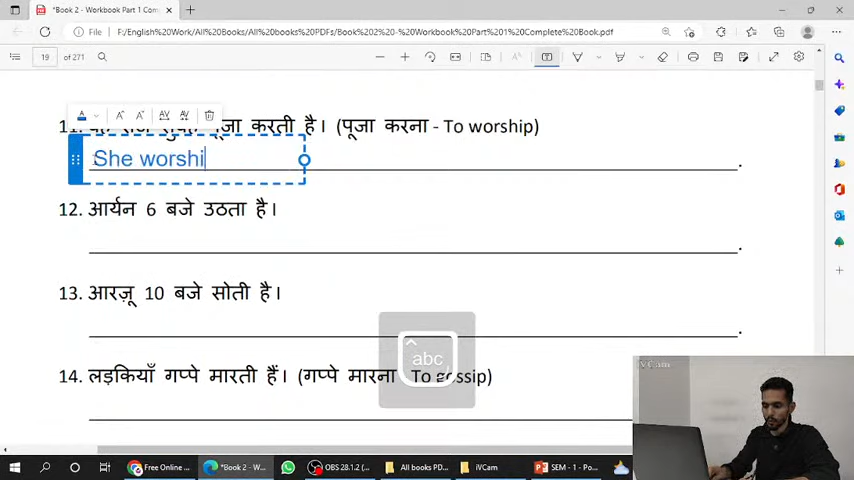 *Book 2 - Workbook Part 1 Com
File
F:/English%20Work/All%20Books/All%20books%20PDFs/Book%202%20-%20Workbook%20Part%201%20Complete%20Book.pdf
19 of 271
11. पूजा करती है। (पूजा करना - To worship)
She worshi
12. आर्यन 6 बजे उठता है।
13. आरज़ू 10 बजे सोती है।
abc
14. लड़कियाँ गप्पे मारती हैं। (गप्पे मारना To gossip)
iVCam
Free Online ...
*Book 2 - W...
OBS 28.1.2 (...
All books PD...
iVCam
SEM - 1 - Po...